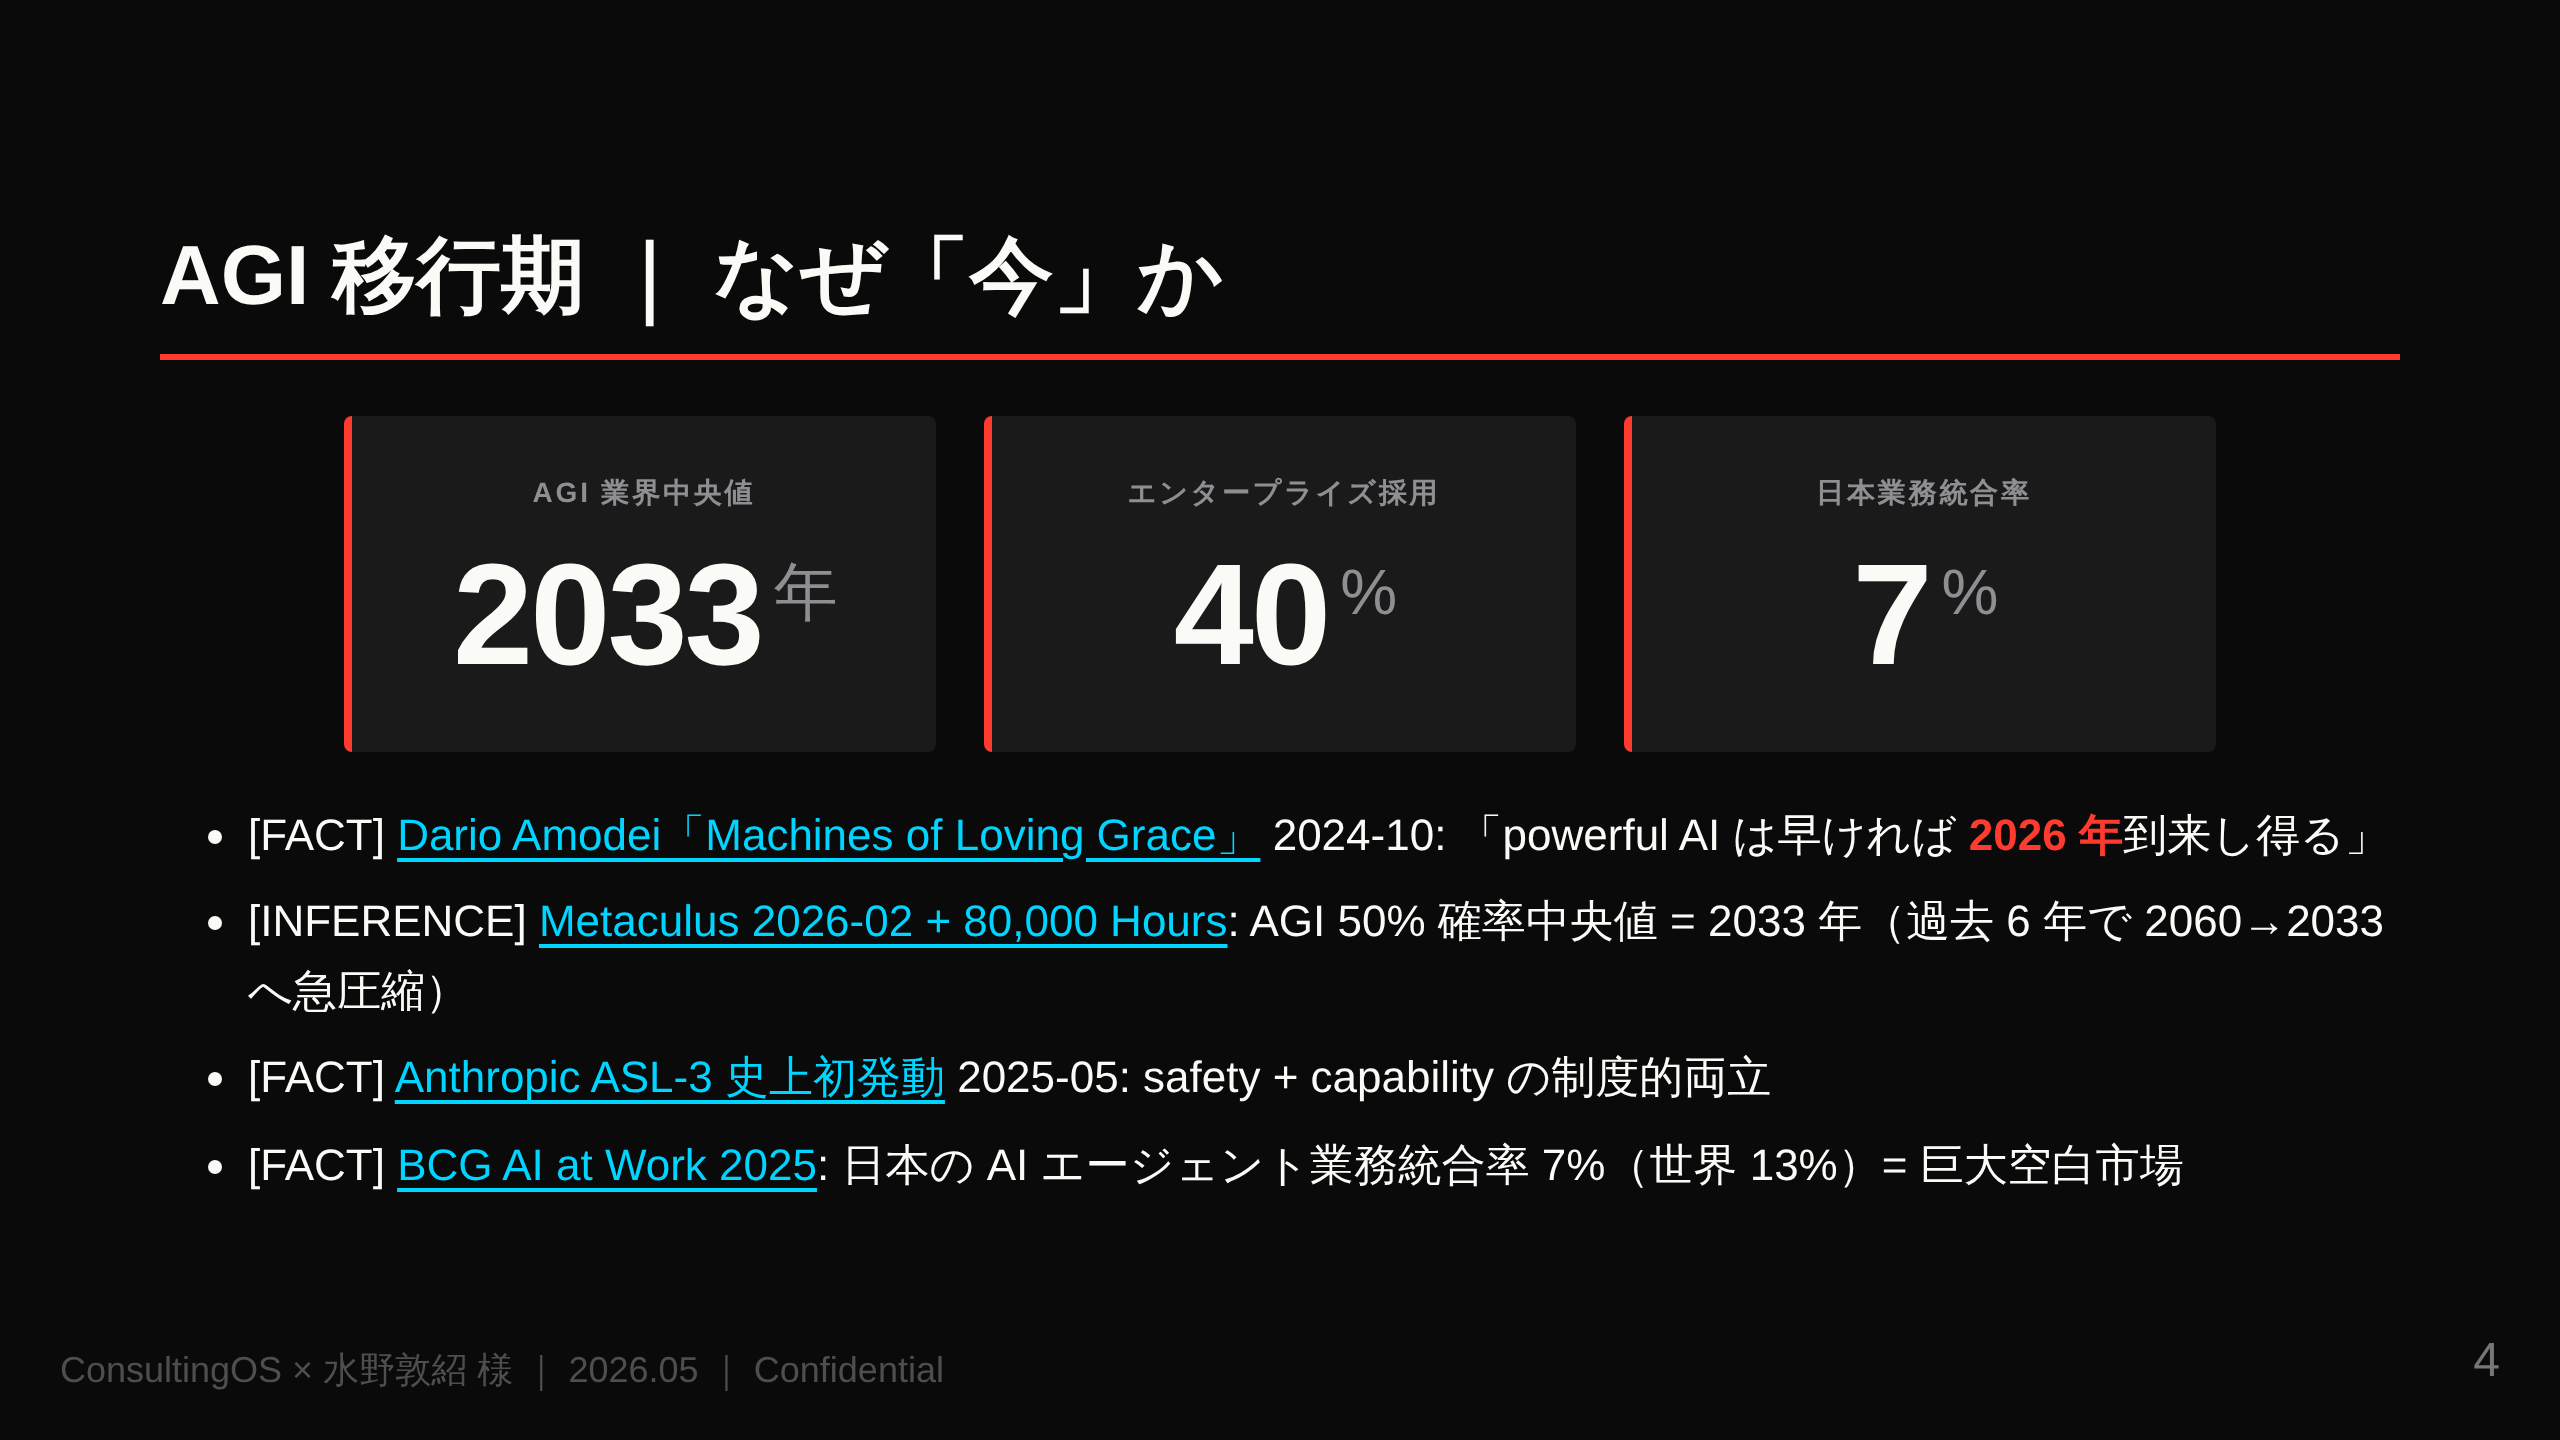 AGI 移行期 ｜ なぜ「今」か
AGI 業界中央値
2033年
エンタープライズ採用
40%
日本業務統合率
7%
• [FACT] Dario Amodei「Machines of Loving Grace」 2024-10: 「powerful AI は早ければ 2026 年到来し得る」
• [INFERENCE] Metaculus 2026-02 + 80,000 Hours: AGI 50% 確率中央値 = 2033 年（過去 6 年で 2060→2033
へ急圧縮）
• [FACT] Anthropic ASL-3 史上初発動 2025-05: safety + capability の制度的両立
• [FACT] BCG AI at Work 2025: 日本の AI エージェント業務統合率 7%（世界 13%）= 巨大空白市場
ConsultingOS × 水野敦紹 様 ｜ 2026.05 ｜ Confidential
4